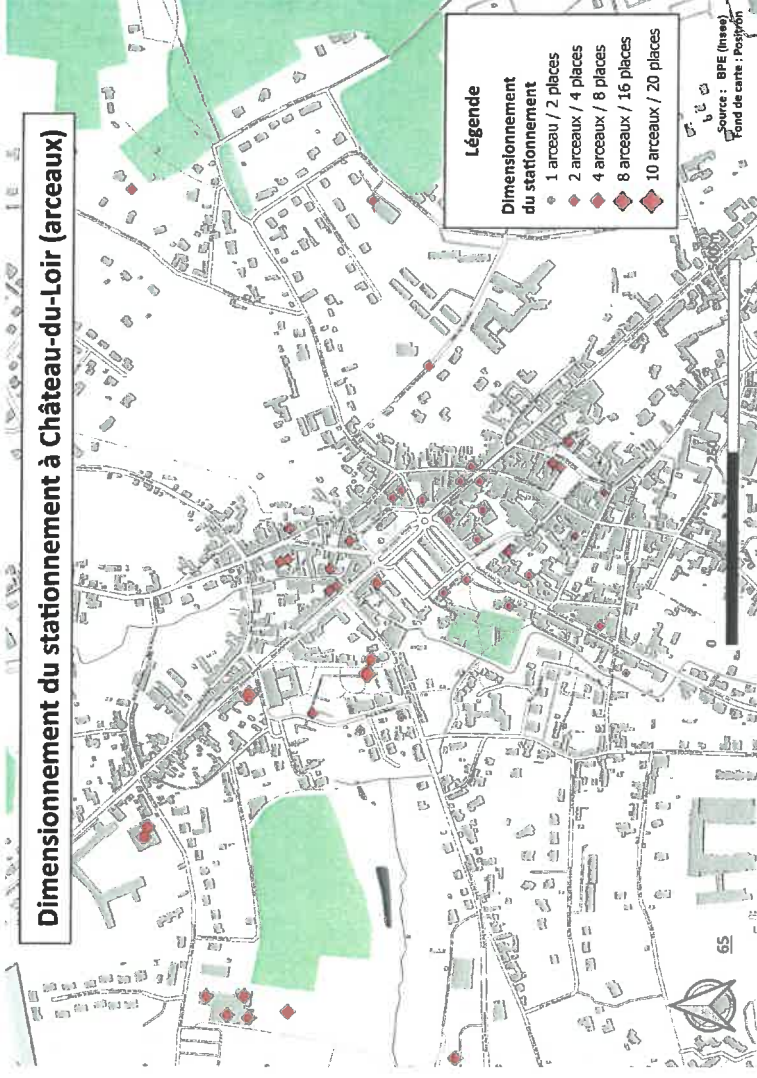 Dimensionnement du stationnement à Château-du-Loir (arceaux)
Légende
Dimensionnement
du stationnement
1 arceau / 2 places
2 arceaux / 4 places
4 arceaux / 8 places
8 arceaux / 16 places
10 arceaux / 20 places
0
250
Source : BPE (Insee)
Fond de carte : Positron
65